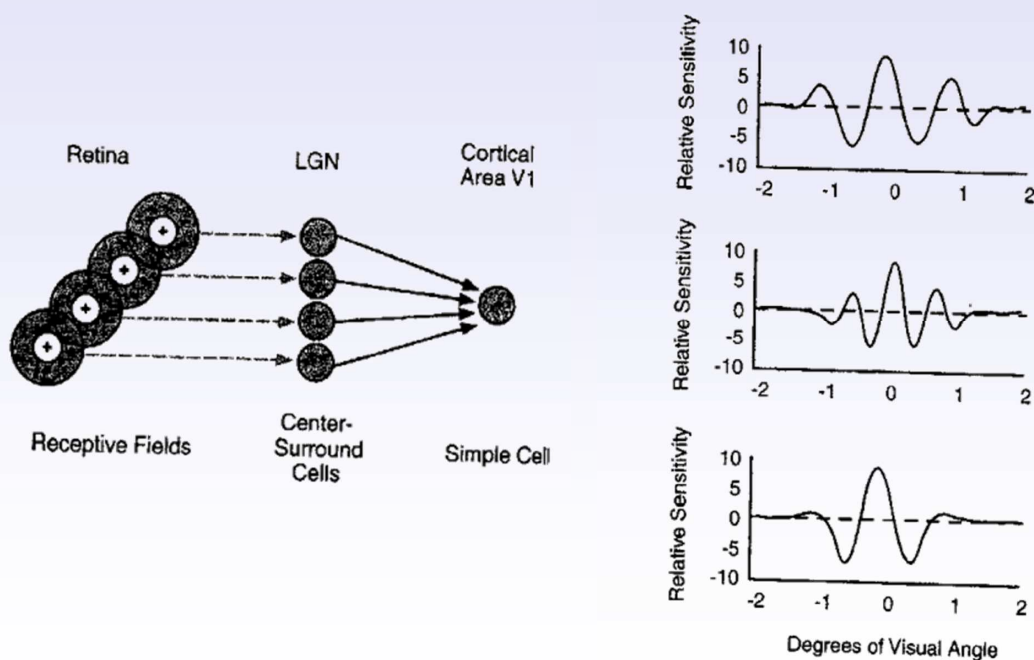 Retina
LGN
Cortical
Area V1
+
+
+
+
Receptive Fields
Center-
Surround
Cells
Simple Cell
Relative Sensitivity
10
5
0
-5
-10
-2 -1 0 1 2
Relative Sensitivity
10
5
0
-5
-10
-2 -1 0 1 2
Relative Sensitivity
10
5
0
-5
-10
-2 -1 0 1 2
Degrees of Visual Angle